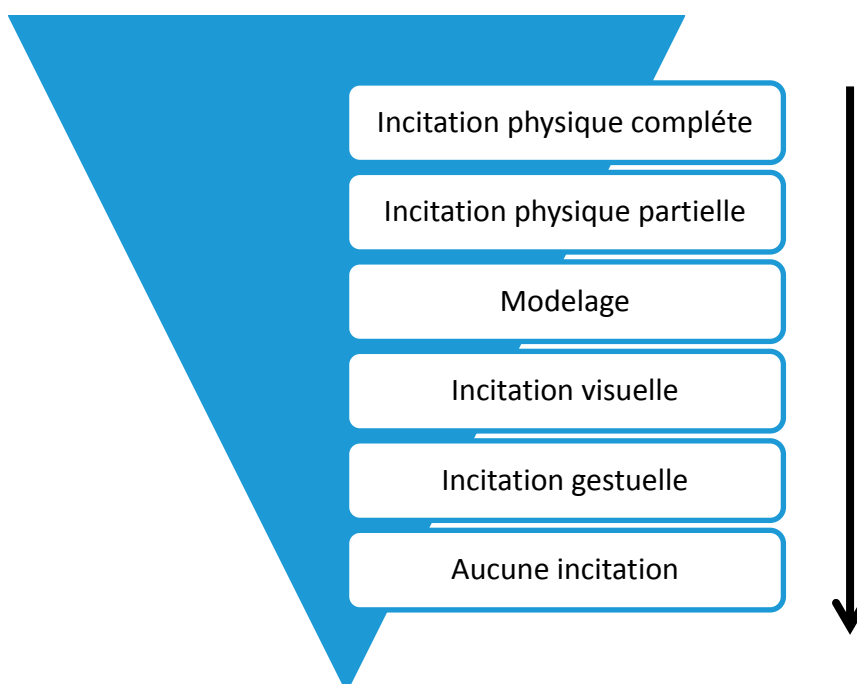 Incitation physique compléte
Incitation physique partielle
Modelage
Incitation visuelle
Incitation gestuelle
Aucune incitation